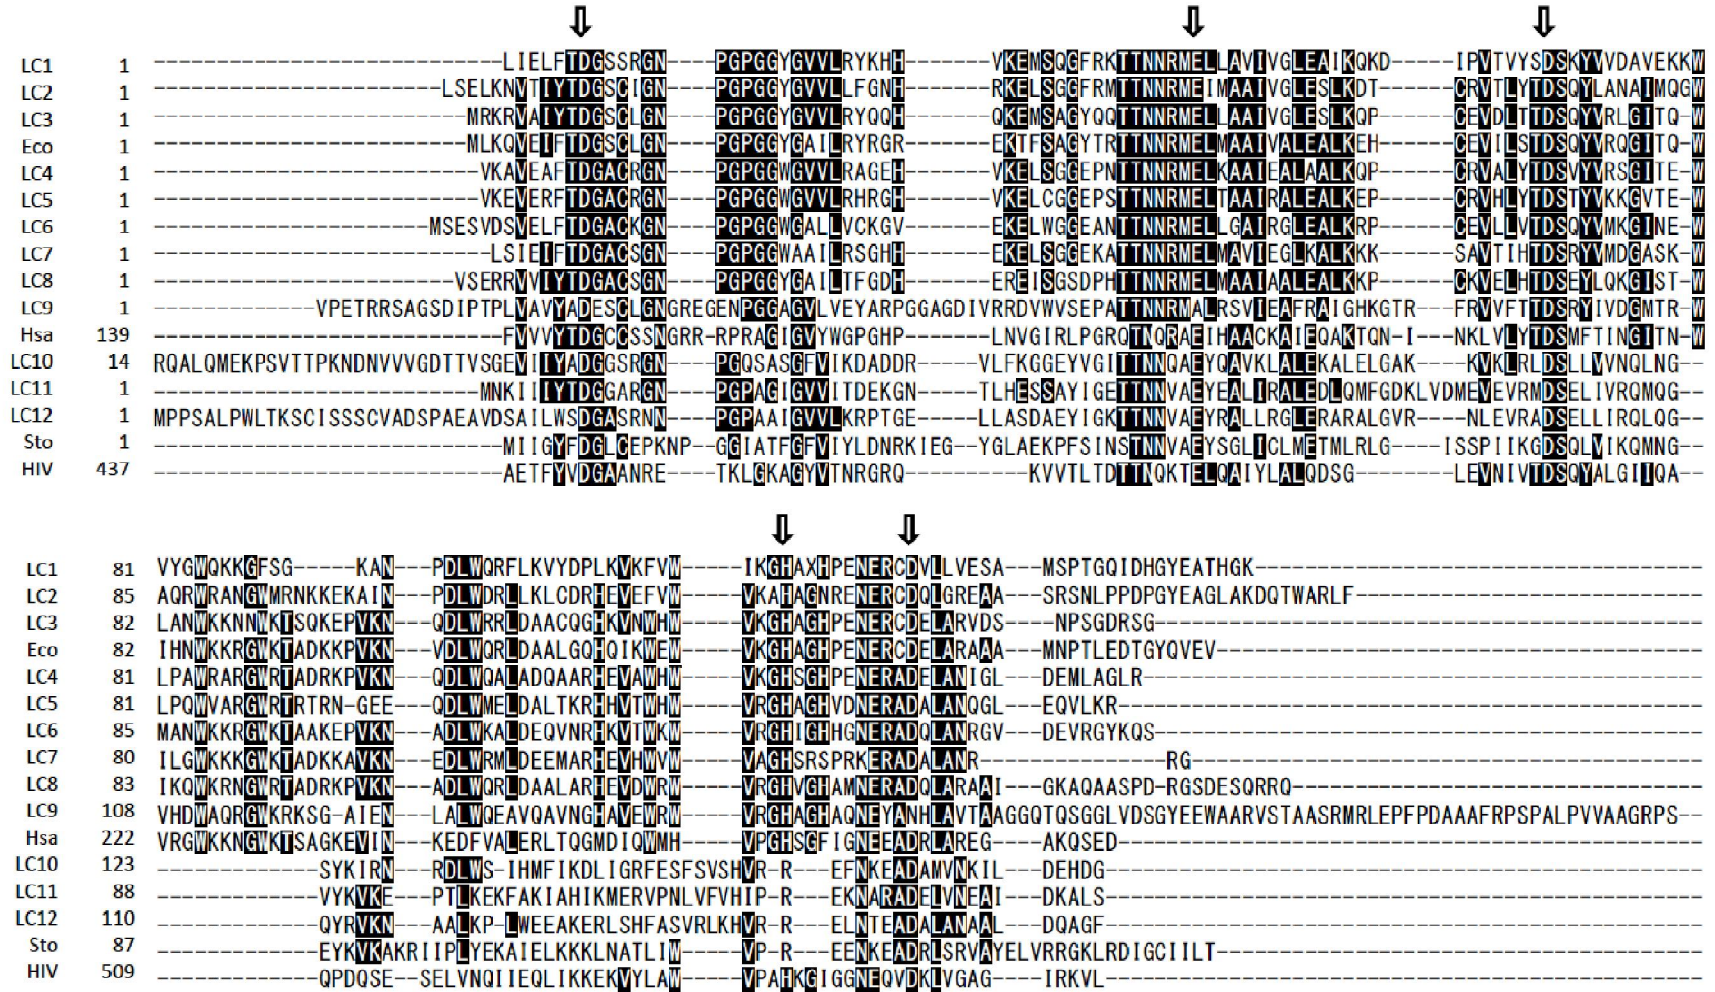 LC1 1 ----------------------------LIELFTDGSSRGN----PGPGGYGVVLRYKHH-------VKEMSQGFRKTTNNRMELLAVIVGLEAIKQKD-----IPVTVYSDSKYVVDAVEKKW
LC2 1 -----------------------LSELKNVTIYTDGSCIGN----PGPGGYGVVLLFGNH-------RKELSGGFRMTTNNRMEIMAAIVGLESLKDT------CRVTLYTDSQYLANAIMQGW
LC3 1 -------------------------MRKRVAIYTDGSCLGN----PGPGGYGVVLRYQQH-------QKEMSAGYQQTTNNRMELLAAIVGLESLKQP------CEVDLTTDSQYVRLGITQ-W
Eco 1 -------------------------MLKQVEIFTDGSCLGN----PGPGGYGAILRYRGR-------EKTFSAGYTRTTNNRMELMAAIVALEALKEH------CEVILSTDSQYVRQGITQ-W
LC4 1 --------------------------VKAVEAFTDGACRGN----PGPGGWGVVLRAGEH-------VKELSGGEPNTTNNRMELKAAIEALAALKQP------CRVALYTDSVYVRSGITE-W
LC5 1 --------------------------VKEVERFTDGACRGN----PGPGGWGVVLRHRGH-------VKELCGGEPSTTNNRMELTAAIRALEALKEP------CRVHLYTDSTYVKKGVTE-W
LC6 1 ----------------------MSESVDSVELFTDGACKGN----PGPGGWGALLVCKGV-------EKELWGGEANTTNNRMELLGAIRGLEALKRP------CEVLLVTDSQYVMKGINE-W
LC7 1 ---------------------------LSIEIFTDGACSGN----PGPGGWAAILRSGHH-------EKELSGGEKATTNNRMELMAVIEGLKALKKK------SAVTIHTDSRYVMDGASK-W
LC8 1 ------------------------VSERRVVIYTDGACSGN----PGPGGYGAILTFGDH-------EREISGSDPHTTNNRMELMAAIAALEALKKP------CKVELHTDSEYLQKGIST-W
LC9 1 -------------VPETRRSAGSDIPTPLVAVYADESCLGNGREGENPGGAGVLVEYARPGGAGDIVRRDVWVSEPATTNNRMALRSVIEAFRAIGHKGTR---FRVFTTDSRYIVDGMTR-W
Hsa 139 ----------------------------FVVVYTDGCCSSNGRR-RPRAGIGVYWGPGHP-------LNVGIRLPGRQTNQRAEIHAACKAIEQAKTQN-I---NKLVLYTDSMFTINGITN-W
LC10 14 RQALQMEKPSVTTPKNDNVVVGDTTVSGEVIIYADGGSRGN----PGQSASGFVIKDADDR-----VLFKGGEYVGITTNNQAEYQAVKLALEKALELGAK----KVKLRLDSLLVVNQLNG--
LC11 1 --------------------------MNKIIIYTDGGARGN----PGPAGIGVVITDEKGN------TLHESSAYIGETTNNVAEYEALIRALEDLQMFGDKLVDMEVEVRMDSELIVRQMQG--
LC12 1 MPPSALPWLTKSCISSSCVADSPAEAVDSAILWSDGASRNN----PGPAAIGVVLKRPTGE-----LLASDAEYIGKTTNNVAEYRALLRGLERARALGVR----NLEVRADSELLIRQLQG--
Sto 1 ----------------------------MIIGYFDGLCEPKNP--GGIATFGFVIYLDNRKIEG--YGLAEKPFSINSTNNVAEYSGLICLMETMLRLG-----ISSPIIKGDSQLVIKQMNG--
HIV 437 ----------------------------AETFYVDGAANRE----TKLGKAGYVTNRGRQ----------KVVTLTDTTNQKTELQAIYLALQDSG--------LEVNIVTDSQYALGIIQA--
LC1 81 VYGWQKKGFSG-----KAN---PDLWQRFLKVYDPLKVKFVW-----IKGHAXHPENERCDVLLVESA---MSPTGQIDHGYEATHGK------------------------------------
LC2 85 AQRWRANGWMRNKKEKAIN---PDLWDRLLKLCDRHEVEFVW-----VKAHAGNRENERCDQLGREAA---SRSNLPPDPGYEAGLAKDQTWARLF----------------------------
LC3 82 LANWKKNNWKTSQKEPVKN---QDLWRRLDAACQGHKVNWHW-----VKGHAGHPENERCDELARVDS----NPSGDRSG--------------------------------------------
Eco 82 IHNWKKRGWKTADKKPVKN---VDLWQRLDAALGQHQIKWEW-----VKGHAGHPENERCDELARAAA---MNPTLEDTGYQVEV---------------------------------------
LC4 81 LPAWRARGWRTADRKPVKN---QDLWQALADQAARHEVAWHW-----VKGHSGHPENERADELANIGL---DEMLAGLR---------------------------------------------
LC5 81 LPQWVARGWRTRTRN-GEE---QDLWMELDALTKRHHVTWHW-----VRGHAGHVDNERADALANQGL---EQVLKR-----------------------------------------------
LC6 85 MANWKKRGWKTAAKEPVKN---ADLWKALDEQVNRHKVTWKW-----VRGHIGHHGNERADQLANRGV---DEVRGYKQS--------------------------------------------
LC7 80 ILGWKKKGWKTADKKAVKN---EDLWRMLDEEMARHEVHWVW-----VAGHSRSPRKERADALANR---------------RG-----------------------------------------
LC8 83 IKQWKRNGWRTADRKPVKN---ADLWQRLDAALARHEVDWRW-----VRGHVGHAMNERADQLARAAI---GKAQAASPD-RGSDESQRRQ---------------------------------
LC9 108 VHDWAQRGWKRKSG-AIEN---LALWQEAVQAVNGHAVEWRW-----VRGHAGHAQNEYANHLAVTAAGGQTQSGGLVDSGYEEWAARVSTAASRMRLEPFPDAAAFRPSPALPVVAAGRPS--
Hsa 222 VRGWKKNGWKTSAGKEVIN---KEDFVALERLTQGMDIQWMH-----VPGHSGFIGNEEADRLAREG----AKQSED-----------------------------------------------
LC10 123 -------------SYKIRN---RDLWS-IHMFIKDLIGRFESFSVSHVR-R---EFNKEADAMVNKIL---DEHDG------------------------------------------------
LC11 88 -------------VYKVKE---PTLKEKFAKIAHIKMERVPNLVFVHIP-R---EKNARADELVNEAI---DKALS------------------------------------------------
LC12 110 -------------QYRVKN---AALKP-LWEEAKERLSHFASVRLKHVR-R---ELNTEADALANAAL---DQAGF------------------------------------------------
Sto 87 -------------EYKVKAKRIIPLYEKAIELKKKLNATLIW-----VP-R---EENKEADRLSRVAYELVRRGKLRDIGCIILT---------------------------------------
HIV 509 -------------QPDQSE--SELVNQIIEQLIKKEKVYLAW-----VPAHKGIGGNEQVDKLVGAG----IRKVL------------------------------------------------